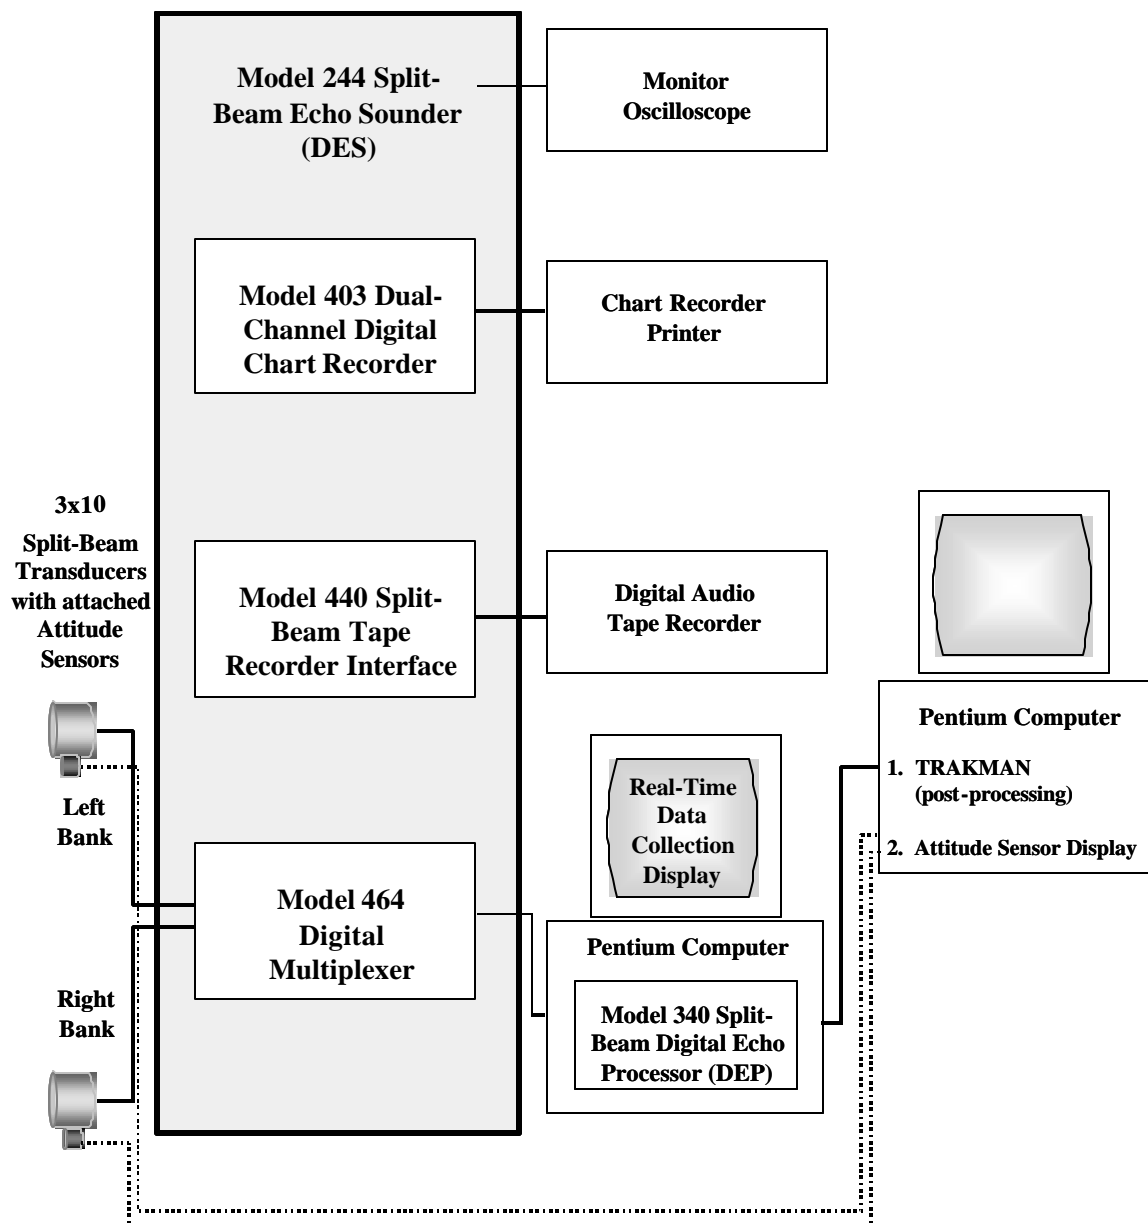 Model 244 Split-
Beam Echo Sounder
(DES)
Monitor
Oscilloscope
Model 403 Dual-
Channel Digital
Chart Recorder
Chart Recorder
Printer
3x10
Split-Beam
Transducers
with attached
Attitude
Sensors
Model 440 Split-
Beam Tape
Recorder Interface
Digital Audio
Tape Recorder
Left
Bank
Right
Bank
Model 464
Digital
Multiplexer
Real-Time
Data
Collection
Display
Pentium Computer
Model 340 Split-
Beam Digital Echo
Processor (DEP)
Pentium Computer
1. TRAKMAN
(post-processing)
2. Attitude Sensor Display